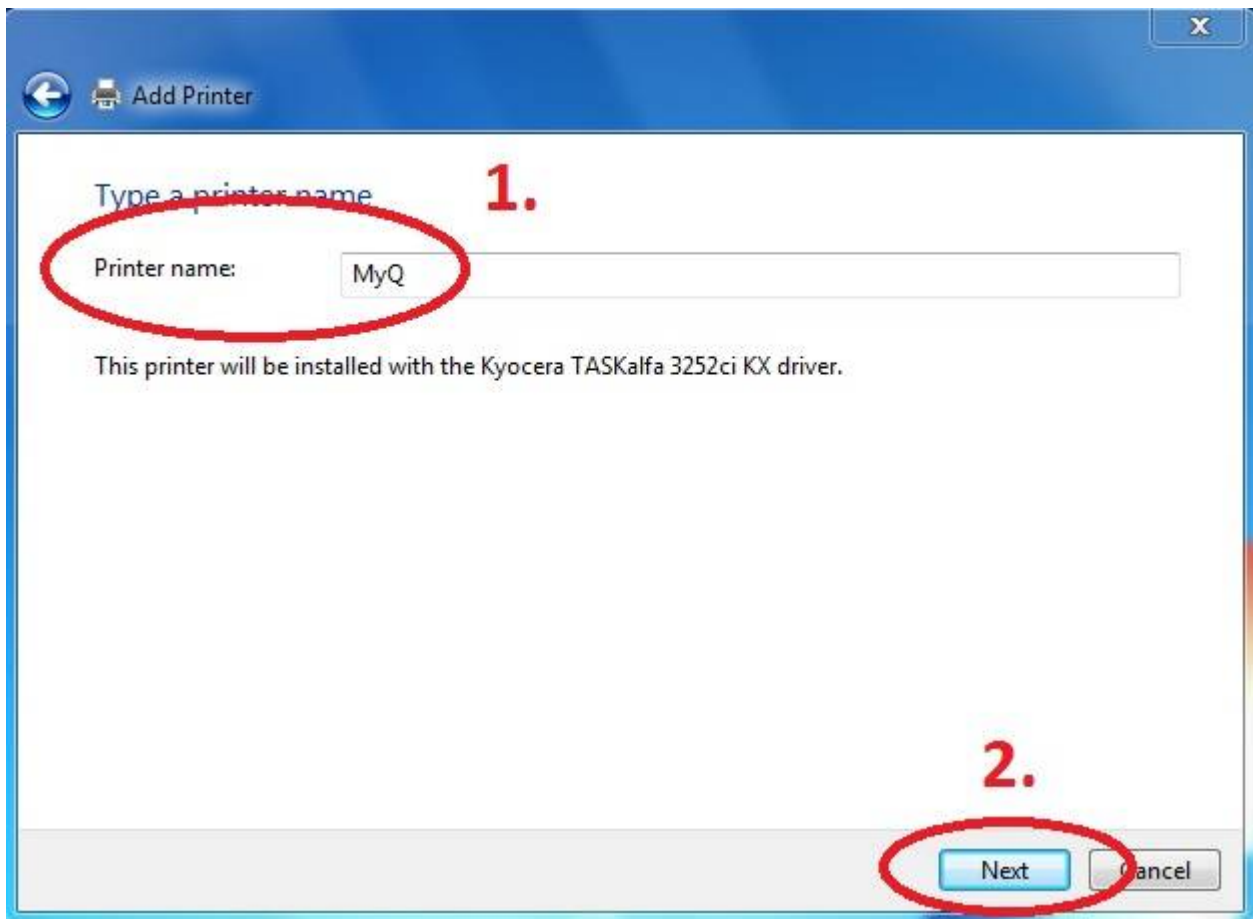 X
Add Printer
1.
Type a printer name
Printer name: MyQ
This printer will be installed with the Kyocera TASKalfa 3252ci KX driver.
2.
Next Cancel